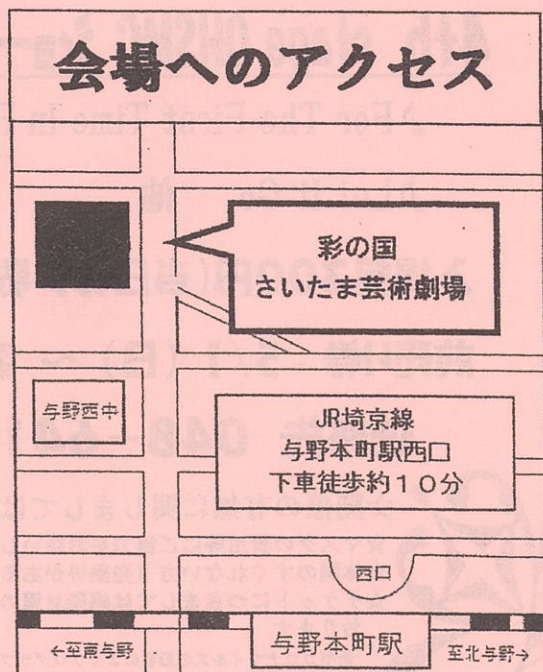 会場へのアクセス
彩の国
さいたま芸術劇場
与野西中
JR埼京線
与野本町駅西口
下車徒歩約10分
西口
←至南与野
与野本町駅
至北与野→